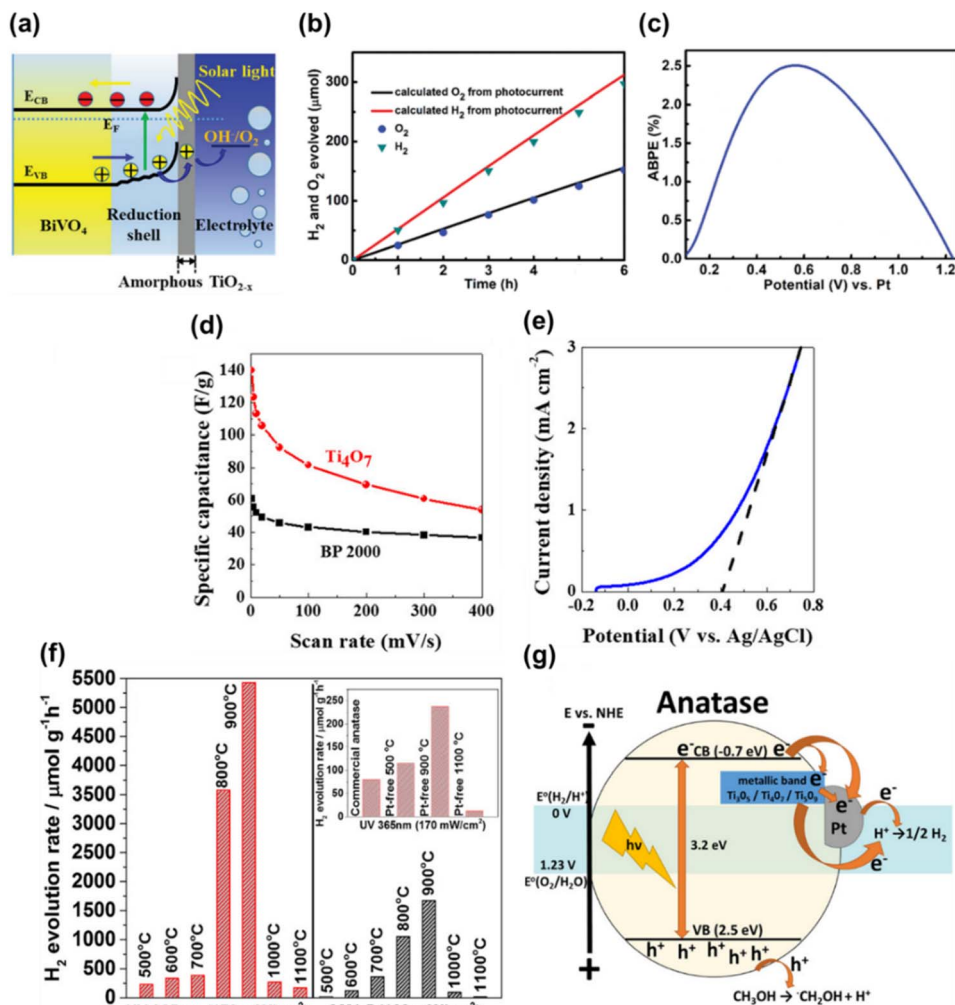 (a)
Solar light
E_CB
E_F
OH⁻/O₂
E_VB
BiVO₄
Reduction
shell
Electrolyte
Amorphous TiO₂₋ₓ
(b)
H₂ and O₂ evolved (μmol)
300
200
100
0
calculated O₂ from photocurrent
calculated H₂ from photocurrent
O₂
H₂
0 1 2 3 4 5 6
Time (h)
(c)
ABPE (%)
2.5
2.0
1.5
1.0
0.5
0.0
0.2 0.4 0.6 0.8 1.0 1.2
Potential (V) vs. Pt
(d)
Specific capacitance (F/g)
140
120
100
80
60
40
20
0
Ti₄O₇
BP 2000
0 100 200 300 400
Scan rate (mV/s)
(e)
Current density (mA cm⁻²)
3
2
1
0
-0.2 0.0 0.2 0.4 0.6 0.8
Potential (V vs. Ag/AgCl)
(f)
H₂ evolution rate / μmol g⁻¹h⁻¹
5500
5000
4500
4000
3500
3000
2500
2000
1500
1000
500
0
500°C
600°C
700°C
800°C
900°C
1000°C
1100°C
H₂ evolution rate / μmol g⁻¹h⁻¹
250
200
150
100
50
0
Commercial anatase
Pt-free 500 °C
Pt-free 900 °C
Pt-free 1100 °C
UV 365nm (170 mW/cm²)
500°C
600°C
700°C
800°C
900°C
1000°C
1100°C
(g)
E vs. NHE
Anatase
-
e⁻ CB (-0.7 eV) e⁻
metallic band e⁻
Ti₃O₅ / Ti₄O₇ / Ti₅O₉
E°(H₂/H⁺)
0 V
e⁻
Pt
e⁻
H⁺ →1/2 H₂
hν
3.2 eV
e⁻
1.23 V
E°(O₂/H₂O)
VB (2.5 eV)
h⁺ h⁺ h⁺ h⁺ h⁺ h⁺
+
CH₃OH → ·CH₂OH + H⁺